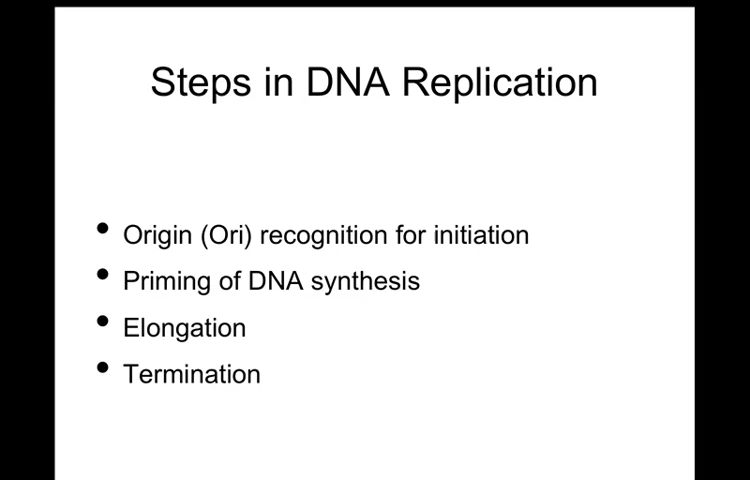 Steps in DNA Replication
• Origin (Ori) recognition for initiation
• Priming of DNA synthesis
• Elongation
• Termination